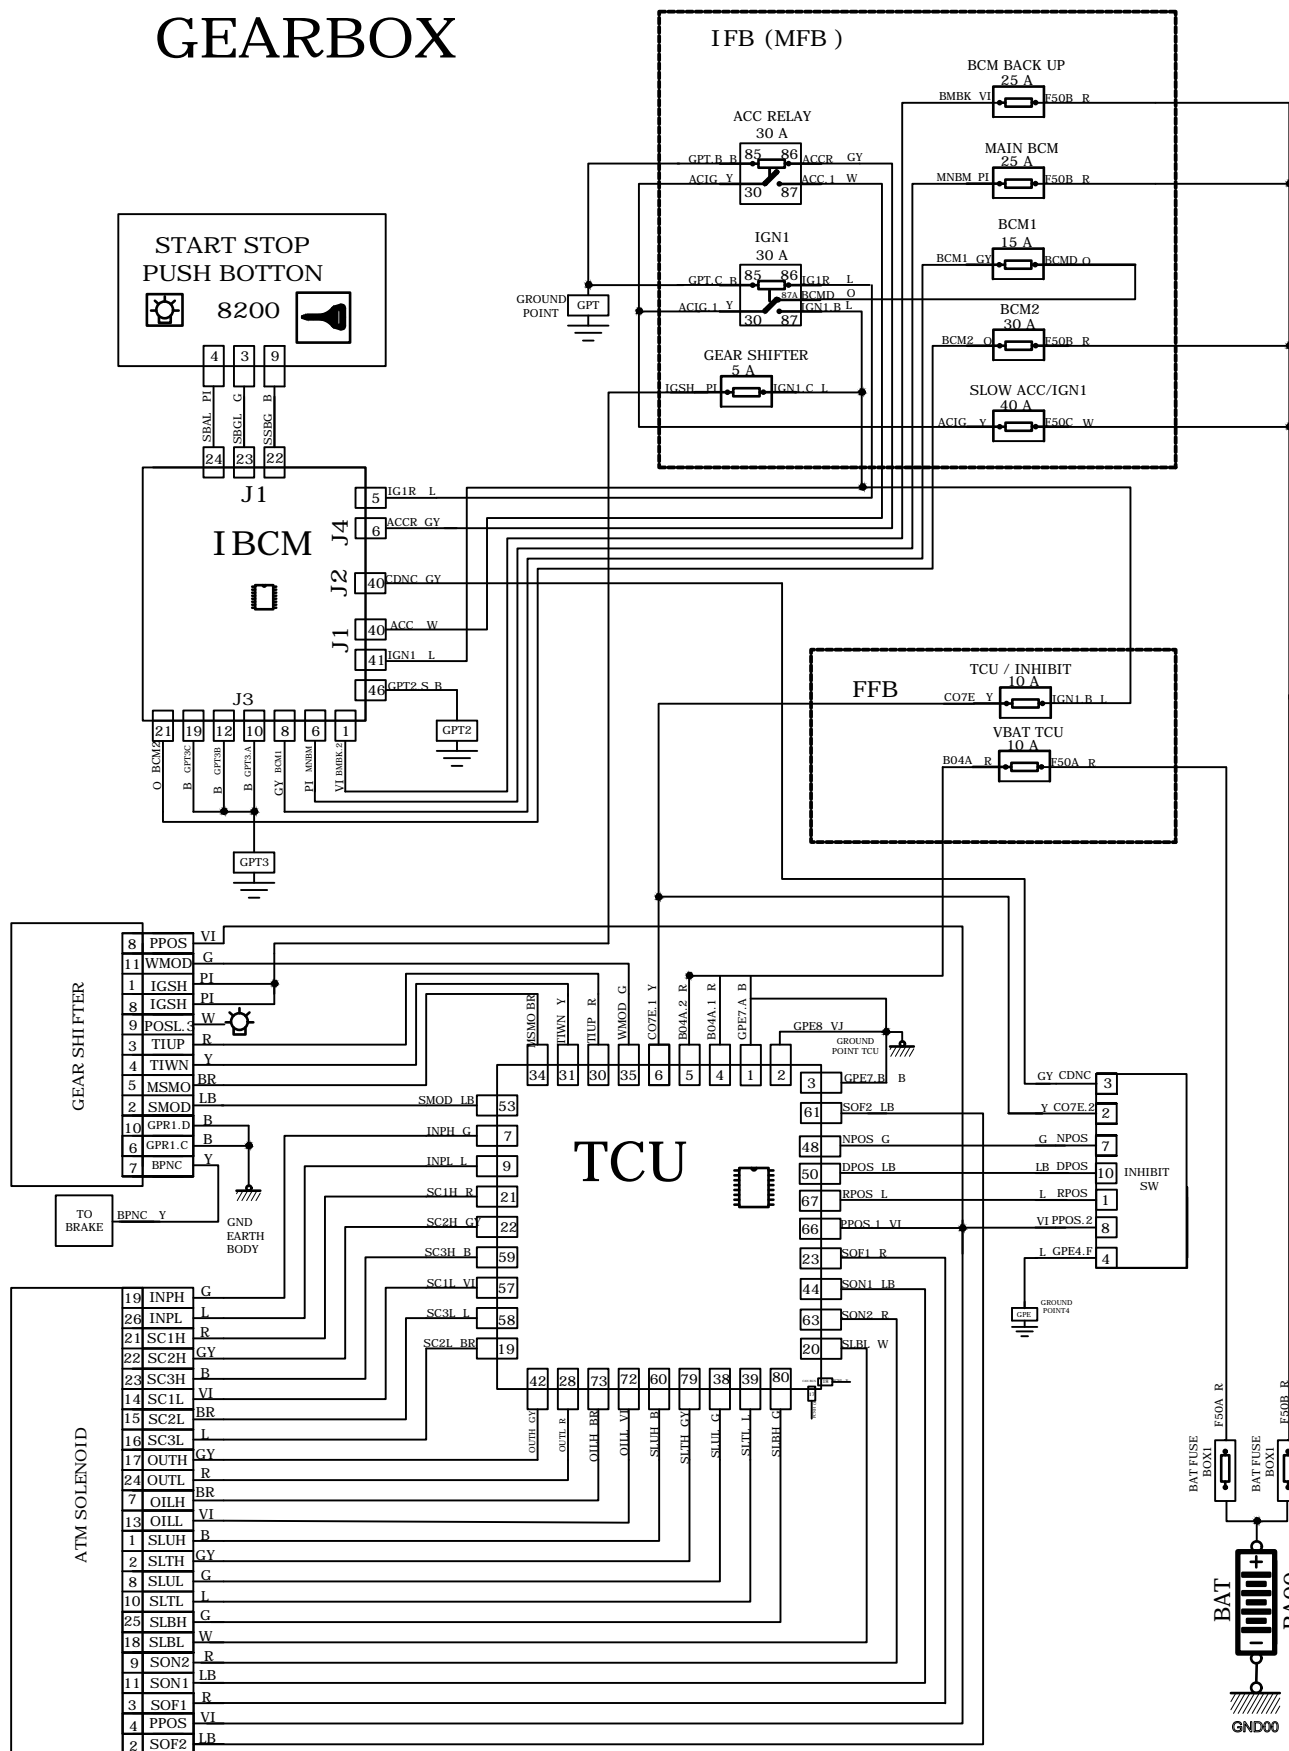 GEARBOX
IFB (MFB )
BCM BACK UP
25 A
BMBK VI
F50B R
ACC RELAY
30 A
85 86
GPT.B B
ACCR GY
ACIG Y
ACC.1 W
30 87
MAIN BCM
25 A
MNBM PI
F50B R
IGN1
30 A
85 86
GPT.C B
IG1R L
87A
BCMD O
ACIG.1 Y
IGN1.B L
30 87
BCM1
15 A
BCM1 GY
BCMD O
GROUND
POINT
GPT
BCM2
30 A
BCM2 O
F50B R
GEAR SHIFTER
5 A
IGSH PI
IGN1.C L
SLOW ACC/IGN1
40 A
ACIG Y
F50C W
START STOP
PUSH BOTTON
8200
4 3 9
SBAL PI
SBGL G
SSBG B
24 23 22
J1
IBCM
J4
5 IG1R L
6 ACCR GY
J2
40 CDNC GY
J1
40 ACC W
41 IGN1 L
46 GPT2.S B
GPT2
J3
21 19 12 10 8 6 1
O BCM2
B GPT3C
B GPT3B
B GPT3.A
GY BCM1
PI MNBM
VI BMBK.2
GPT3
FFB
TCU / INHIBIT
10 A
CO7E Y
IGN1.B L
VBAT TCU
10 A
B04A R
F50A R
GEAR SHIFTER
8 PPOS VI
11 WMOD G
1 IGSH PI
8 IGSH PI
9 POSL.3 W
3 TIUP R
4 TIWN Y
5 MSMO BR
2 SMOD LB
10 GPR1.D B
6 GPR1.C B
7 BPNC Y
TO
BRAKE
BPNC Y
GND
EARTH
BODY
MSMO BR
TIWN Y
TIUP R
WMOD G
CO7E.1 Y
B04A.2 R
B04A.1 R
GPE7.A B
GPE8 VJ
GROUND
POINT TCU
34 31 30 35 6 5 4 1 2
TCU
SMOD LB 53
INPH G 7
INPL L 9
SC1H R 21
SC2H GY 22
SC3H B 59
SC1L VI 57
SC3L L 58
SC2L BR 19
3 GPE7.B B
61 SOF2 LB
48 NPOS G
50 DPOS LB
67 RPOS L
66 PPOS.1 VI
23 SOF1 R
44 SON1 LB
63 SON2 R
20 SLBL W
42 28 73 72 60 79 38 39 80
OUTH GY
OUTL R
OILH BR
OILL VI
SLUH B
SLTH GY
SLUL G
SLTL L
SLBH G
GY CDNC 3
Y CO7E.2 2
G NPOS 7
LB DPOS 10
L RPOS 1
VI PPOS.2 8
L GPE4.F 4
INHIBIT
SW
GPE
GROUND
POINT4
ATM SOLENOID
19 INPH G
26 INPL L
21 SC1H R
22 SC2H GY
23 SC3H B
14 SC1L VI
15 SC2L BR
16 SC3L L
17 OUTH GY
24 OUTL R
7 OILH BR
13 OILL VI
1 SLUH B
2 SLTH GY
8 SLUL G
10 SLTL L
25 SLBH G
18 SLBL W
9 SON2 R
11 SON1 LB
3 SOF1 R
4 PPOS VI
2 SOF2 LB
F50A R
F50B R
BAT FUSE
BOX1
BAT FUSE
BOX1
BAT
GND00